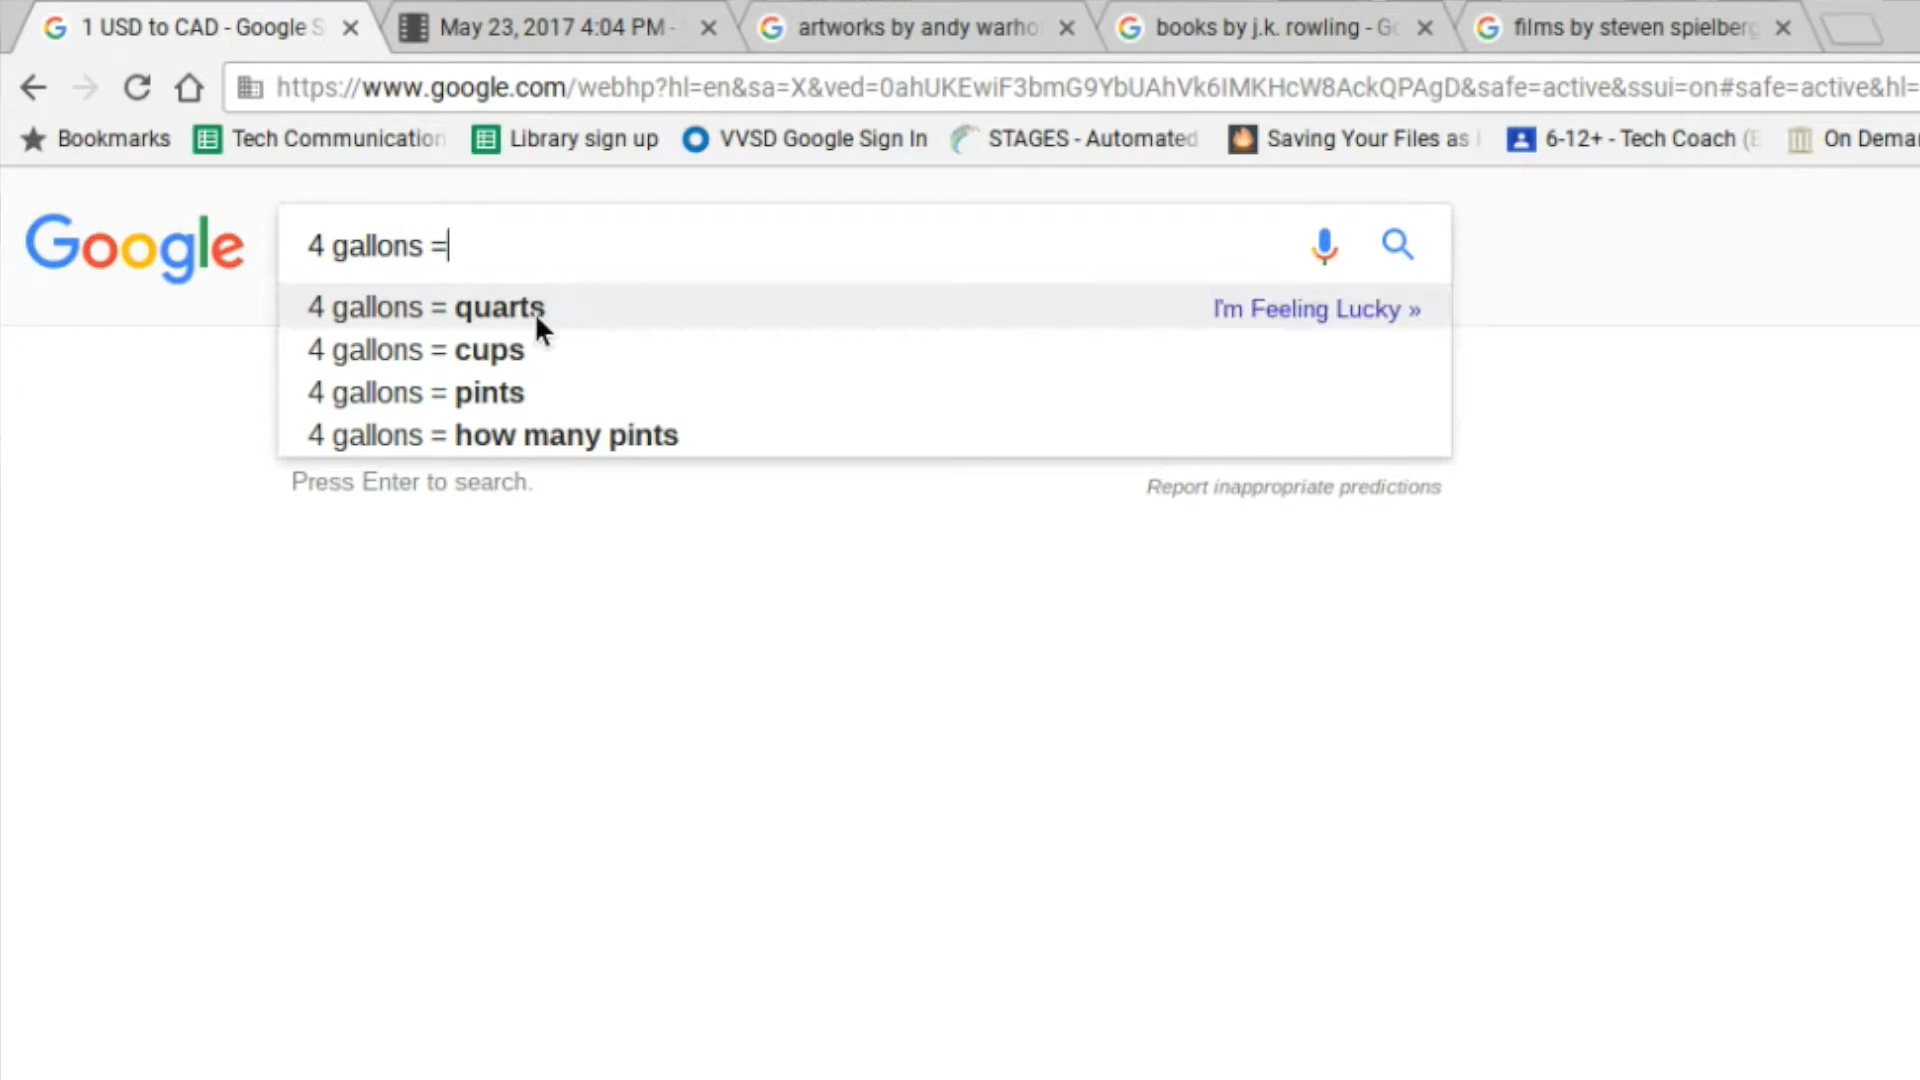 1 USD to CAD - Google S
May 23, 2017 4:04 PM -
artworks by andy warho
books by j.k. rowling - Go
films by steven spielberg
https://www.google.com/webhp?hl=en&sa=X&ved=0ahUKEwiF3bmG9YbUAhVk6IMKHcW8AckQPAgD&safe=active&ssui=on#safe=active&hl=
Bookmarks
Tech Communication
Library sign up
VVSD Google Sign In
STAGES - Automated
Saving Your Files as
6-12+ - Tech Coach (E
On Demar
Google
4 gallons =
4 gallons = quarts
I'm Feeling Lucky »
4 gallons = cups
4 gallons = pints
4 gallons = how many pints
Press Enter to search.
Report inappropriate predictions